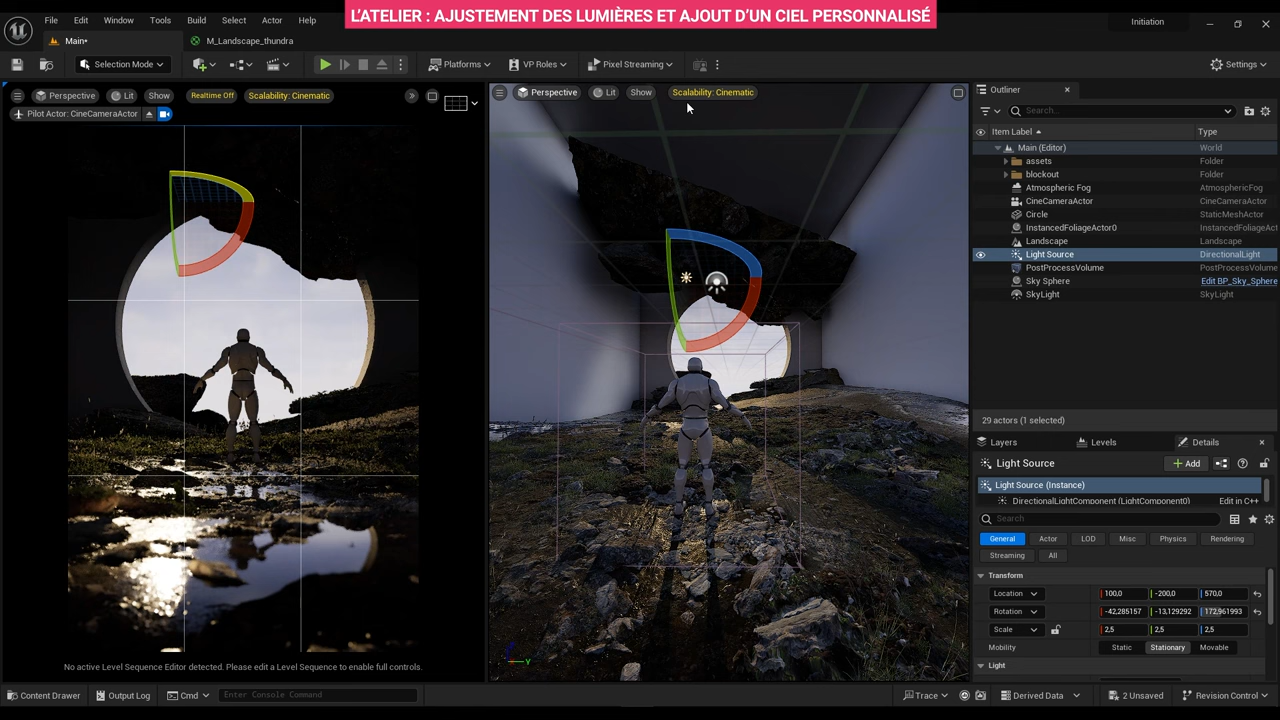 L'ATELIER : AJUSTEMENT DES LUMIÈRES ET AJOUT D'UN CIEL PERSONNALISÉ
File Edit Window Tools Build Select Actor Help
Initiation
Main* M_Landscape_thundra
Selection Mode Platforms VP Roles Pixel Streaming Settings
Perspective Lit Show Realtime Off Scalability: Cinematic
Pilot Actor: CineCameraActor
Perspective Lit Show Scalability: Cinematic
No active Level Sequence Editor detected. Please edit a Level Sequence to enable full controls.
Y
Outliner
Search...
Item Label Type
Main (Editor) World
assets Folder
blockout Folder
Atmospheric Fog AtmosphericFog
CineCameraActor CineCameraActor
Circle StaticMeshActor
InstancedFoliageActor0 InstancedFoliageAct
Landscape Landscape
Light Source DirectionalLight
PostProcessVolume PostProcessVolume
Sky Sphere Edit BP_Sky_Sphere
SkyLight SkyLight
29 actors (1 selected)
Layers Levels Details
Light Source Add
Light Source (Instance)
DirectionalLightComponent (LightComponent0) Edit in C++
Search
General Actor LOD Misc Physics Rendering
Streaming All
Transform
Location 100,0 -200,0 570,0
Rotation -42,285157 -13,129292 172,961993
Scale 2,5 2,5 2,5
Mobility Static Stationary Movable
Light
Content Drawer Output Log Cmd Enter Console Command Trace Derived Data 2 Unsaved Revision Control